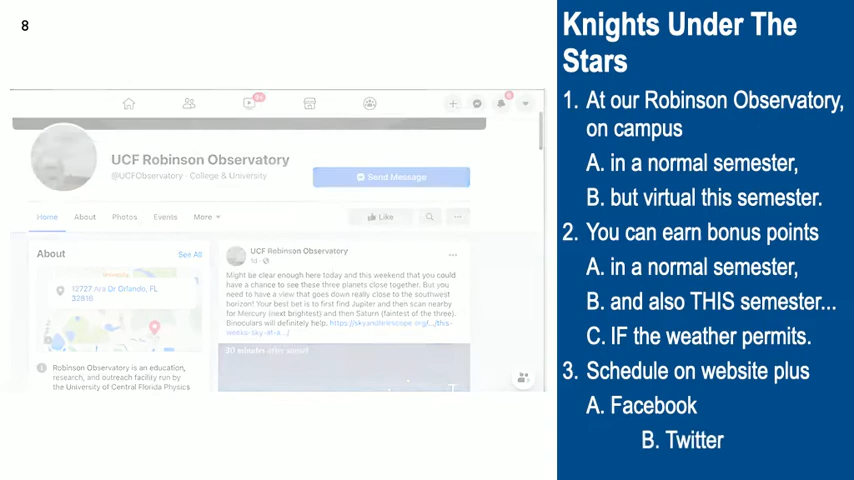 8
Knights Under The
Stars
1. At our Robinson Observatory,
on campus
A. in a normal semester,
B. but virtual this semester.
2. You can earn bonus points
A. in a normal semester,
B. and also THIS semester...
C. IF the weather permits.
3. Schedule on website plus
A. Facebook
B. Twitter
UCF Robinson Observatory
@UCFObservatory · College & University
Send Message
Home About Photos Events More
Like
About See All
Dr Orlando, FL
Robinson Observatory is an education,
research, and outreach facility run by
the University of Central Florida Physics
UCF Robinson Observatory
Might be clear enough here today and this weekend that you could
have a chance to see these three planets close together. But you
need to have a view that goes down really close to the southwest
horizon! Your best bet is to first find Jupiter and then scan nearby
for Mercury (next brightest) and then Saturn (faintest of the three).
Binoculars will definitely help.
30 minutes after sunset